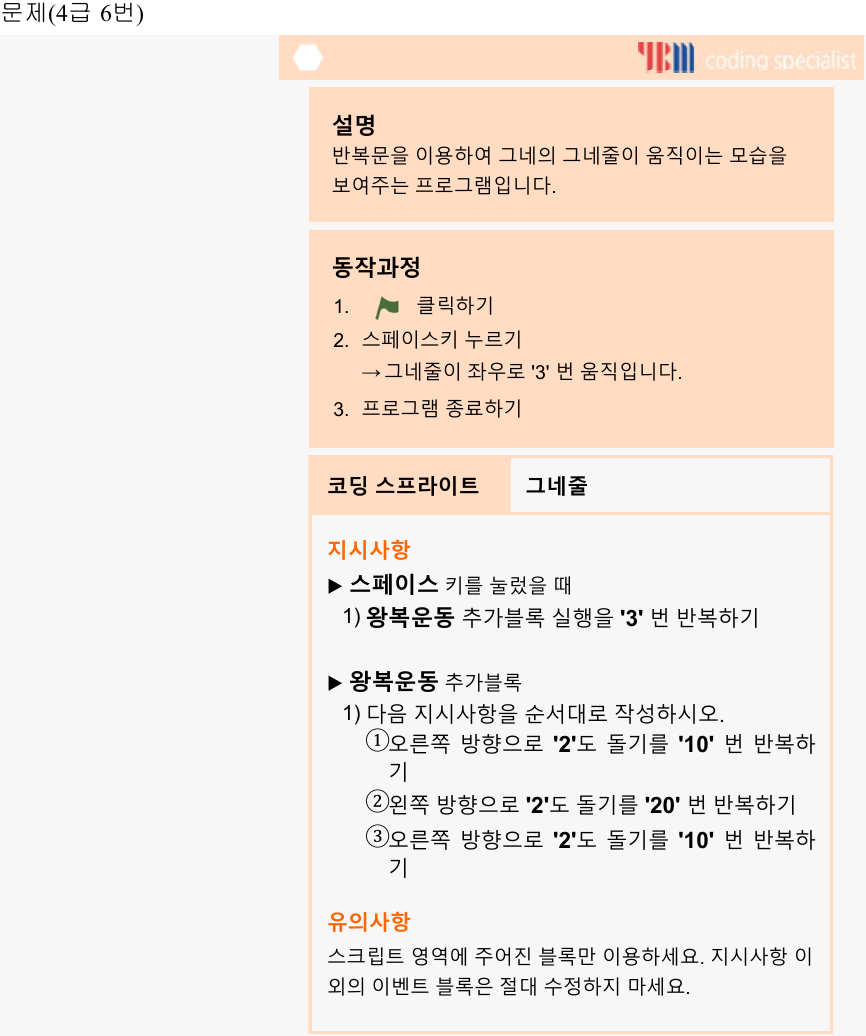 문제(4급 6번)
YBM coding specialist
설명
반복문을 이용하여 그네의 그네줄이 움직이는 모습을
보여주는 프로그램입니다.
동작과정
1. 클릭하기
2. 스페이스키 누르기
→그네줄이 좌우로 '3' 번 움직입니다.
3. 프로그램 종료하기
코딩 스프라이트 그네줄
지시사항
▶ 스페이스 키를 눌렀을 때
1) 왕복운동 추가블록 실행을 '3' 번 반복하기
▶ 왕복운동 추가블록
1) 다음 지시사항을 순서대로 작성하시오.
①오른쪽 방향으로 '2'도 돌기를 '10' 번 반복하
기
②왼쪽 방향으로 '2'도 돌기를 '20' 번 반복하기
③오른쪽 방향으로 '2'도 돌기를 '10' 번 반복하
기
유의사항
스크립트 영역에 주어진 블록만 이용하세요. 지시사항 이
외의 이벤트 블록은 절대 수정하지 마세요.